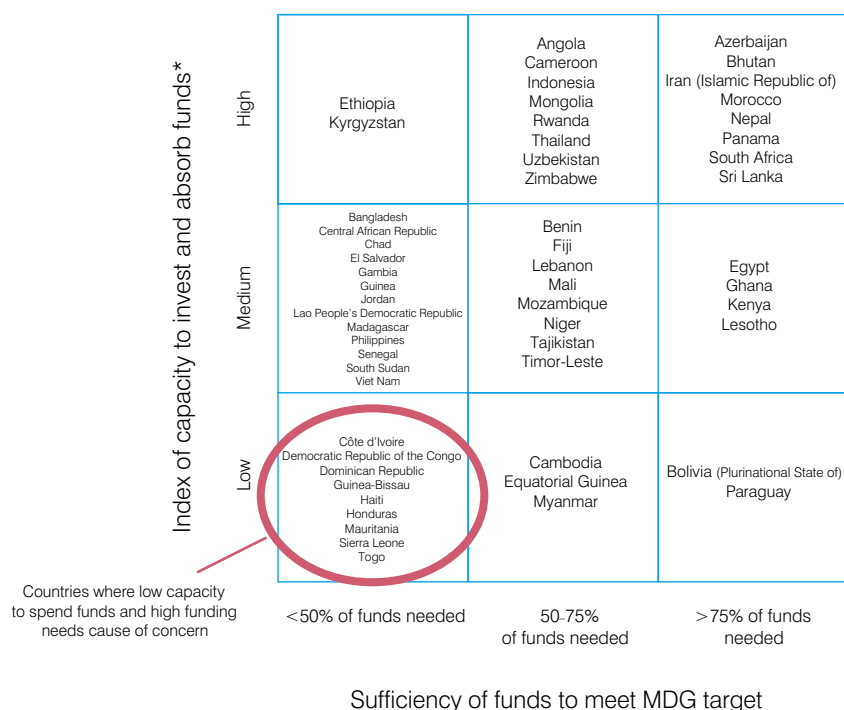 Index of capacity to invest and absorb funds*
High
Ethiopia
Kyrgyzstan
Angola
Cameroon
Indonesia
Mongolia
Rwanda
Thailand
Uzbekistan
Zimbabwe
Azerbaijan
Bhutan
Iran (Islamic Republic of)
Morocco
Nepal
Panama
South Africa
Sri Lanka
Medium
Bangladesh
Central African Republic
Chad
El Salvador
Gambia
Guinea
Jordan
Lao People's Democratic Republic
Madagascar
Philippines
Senegal
South Sudan
Viet Nam
Benin
Fiji
Lebanon
Mali
Mozambique
Niger
Tajikistan
Timor-Leste
Egypt
Ghana
Kenya
Lesotho
Low
Côte d'Ivoire
Democratic Republic of the Congo
Dominican Republic
Guinea-Bissau
Haiti
Honduras
Mauritania
Sierra Leone
Togo
Cambodia
Equatorial Guinea
Myanmar
Bolivia (Plurinational State of)
Paraguay
Countries where low capacity
to spend funds and high funding
needs cause of concern
<50% of funds needed
50-75%
of funds needed
>75% of funds
needed
Sufficiency of funds to meet MDG target